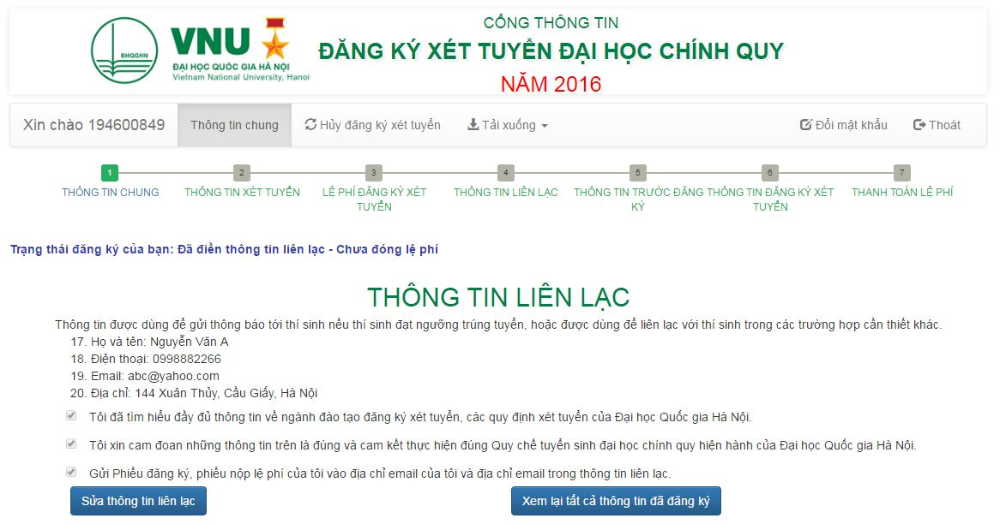 CỔNG THÔNG TIN
ĐHQGHN
VNU
ĐẠI HỌC QUỐC GIA HÀ NỘI
Vietnam National University, Hanoi
ĐĂNG KÝ XÉT TUYỂN ĐẠI HỌC CHÍNH QUY
NĂM 2016
Xin chào 194600849 Thông tin chung Hủy đăng ký xét tuyển Tải xuống Đổi mật khẩu Thoát
1 2 3 4 5 6 7
THÔNG TIN CHUNG THÔNG TIN XÉT TUYỂN LỆ PHÍ ĐĂNG KÝ XÉT THÔNG TIN LIÊN LẠC THÔNG TIN TRƯỚC ĐĂNG THÔNG TIN ĐĂNG KÝ XÉT THANH TOÁN LỆ PHÍ
TUYỂN KÝ TUYỂN
Trạng thái đăng ký của bạn: Đã điền thông tin liên lạc - Chưa đóng lệ phí
THÔNG TIN LIÊN LẠC
Thông tin được dùng để gửi thông báo tới thí sinh nếu thí sinh đạt ngưỡng trúng tuyển, hoặc được dùng để liên lạc với thí sinh trong các trường hợp cần thiết khác.
17. Họ và tên: Nguyễn Văn A
18. Điện thoại: 0998882266
19. Email: abc@yahoo.com
20. Địa chỉ: 144 Xuân Thủy, Cầu Giấy, Hà Nội
Tôi đã tìm hiểu đầy đủ thông tin về ngành đào tạo đăng ký xét tuyển, các quy định xét tuyển của Đại học Quốc gia Hà Nội.
Tôi xin cam đoan những thông tin trên là đúng và cam kết thực hiện đúng Quy chế tuyển sinh đại học chính quy hiện hành của Đại học Quốc gia Hà Nội.
Gửi Phiếu đăng ký, phiếu nộp lệ phí của tôi vào địa chỉ email của tôi và địa chỉ email trong thông tin liên lạc.
Sửa thông tin liên lạc Xem lại tất cả thông tin đã đăng ký